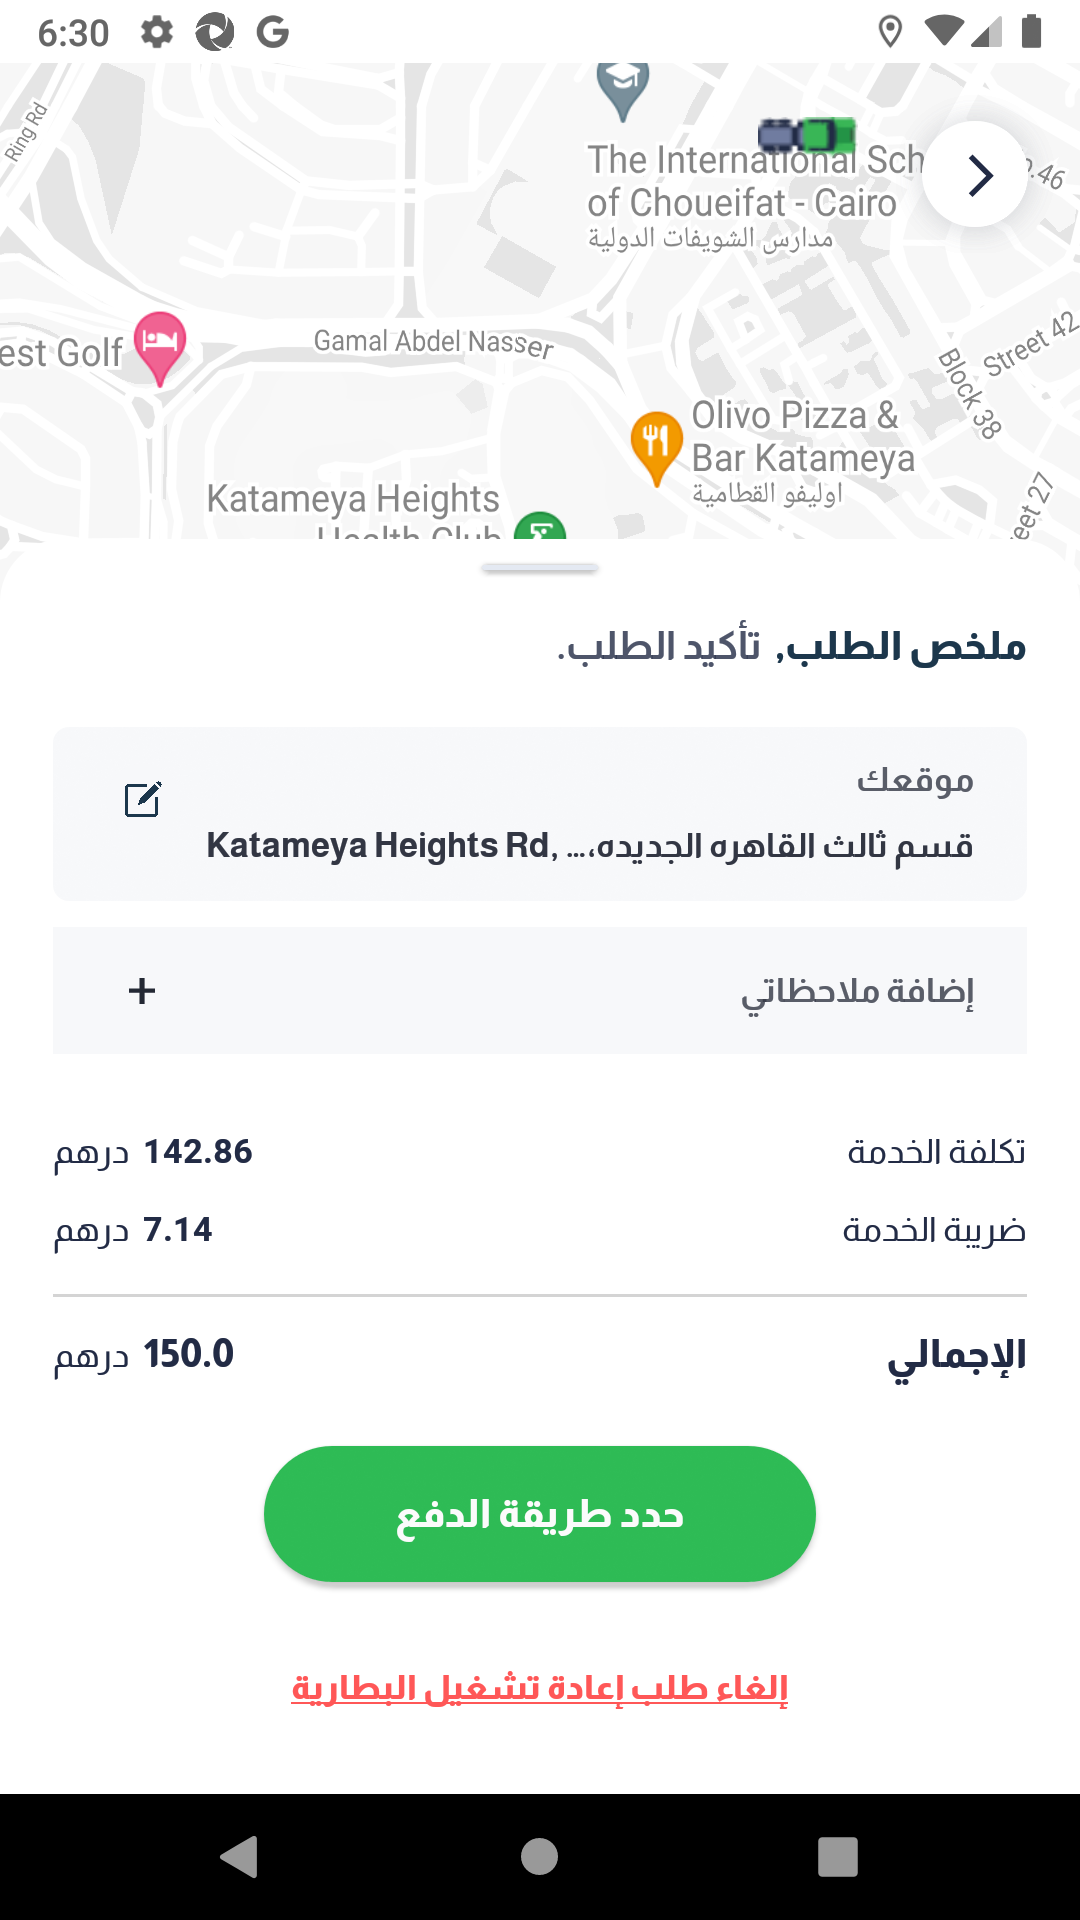 6:30
Ring Rd
The International Sch
of Choueifat - Cairo
مدارس الشويفات الدولية
.46
est Golf
Gamal Abdel Nasser
Street 42
Block 38
Olivo Pizza &
Bar Katameya
اوليفو القطامية
Katameya Heights
Health Club
eet 27
ملخص الطلب, تأكيد الطلب.
موقعك
قسم ثالث القاهره الجديده،... ,Katameya Heights Rd
إضافة ملاحظاتي
+
تكلفة الخدمة 142.86 درهم
ضريبة الخدمة 7.14 درهم
الإجمالي 150.0 درهم
حدد طريقة الدفع
إلغاء طلب إعادة تشغيل البطارية